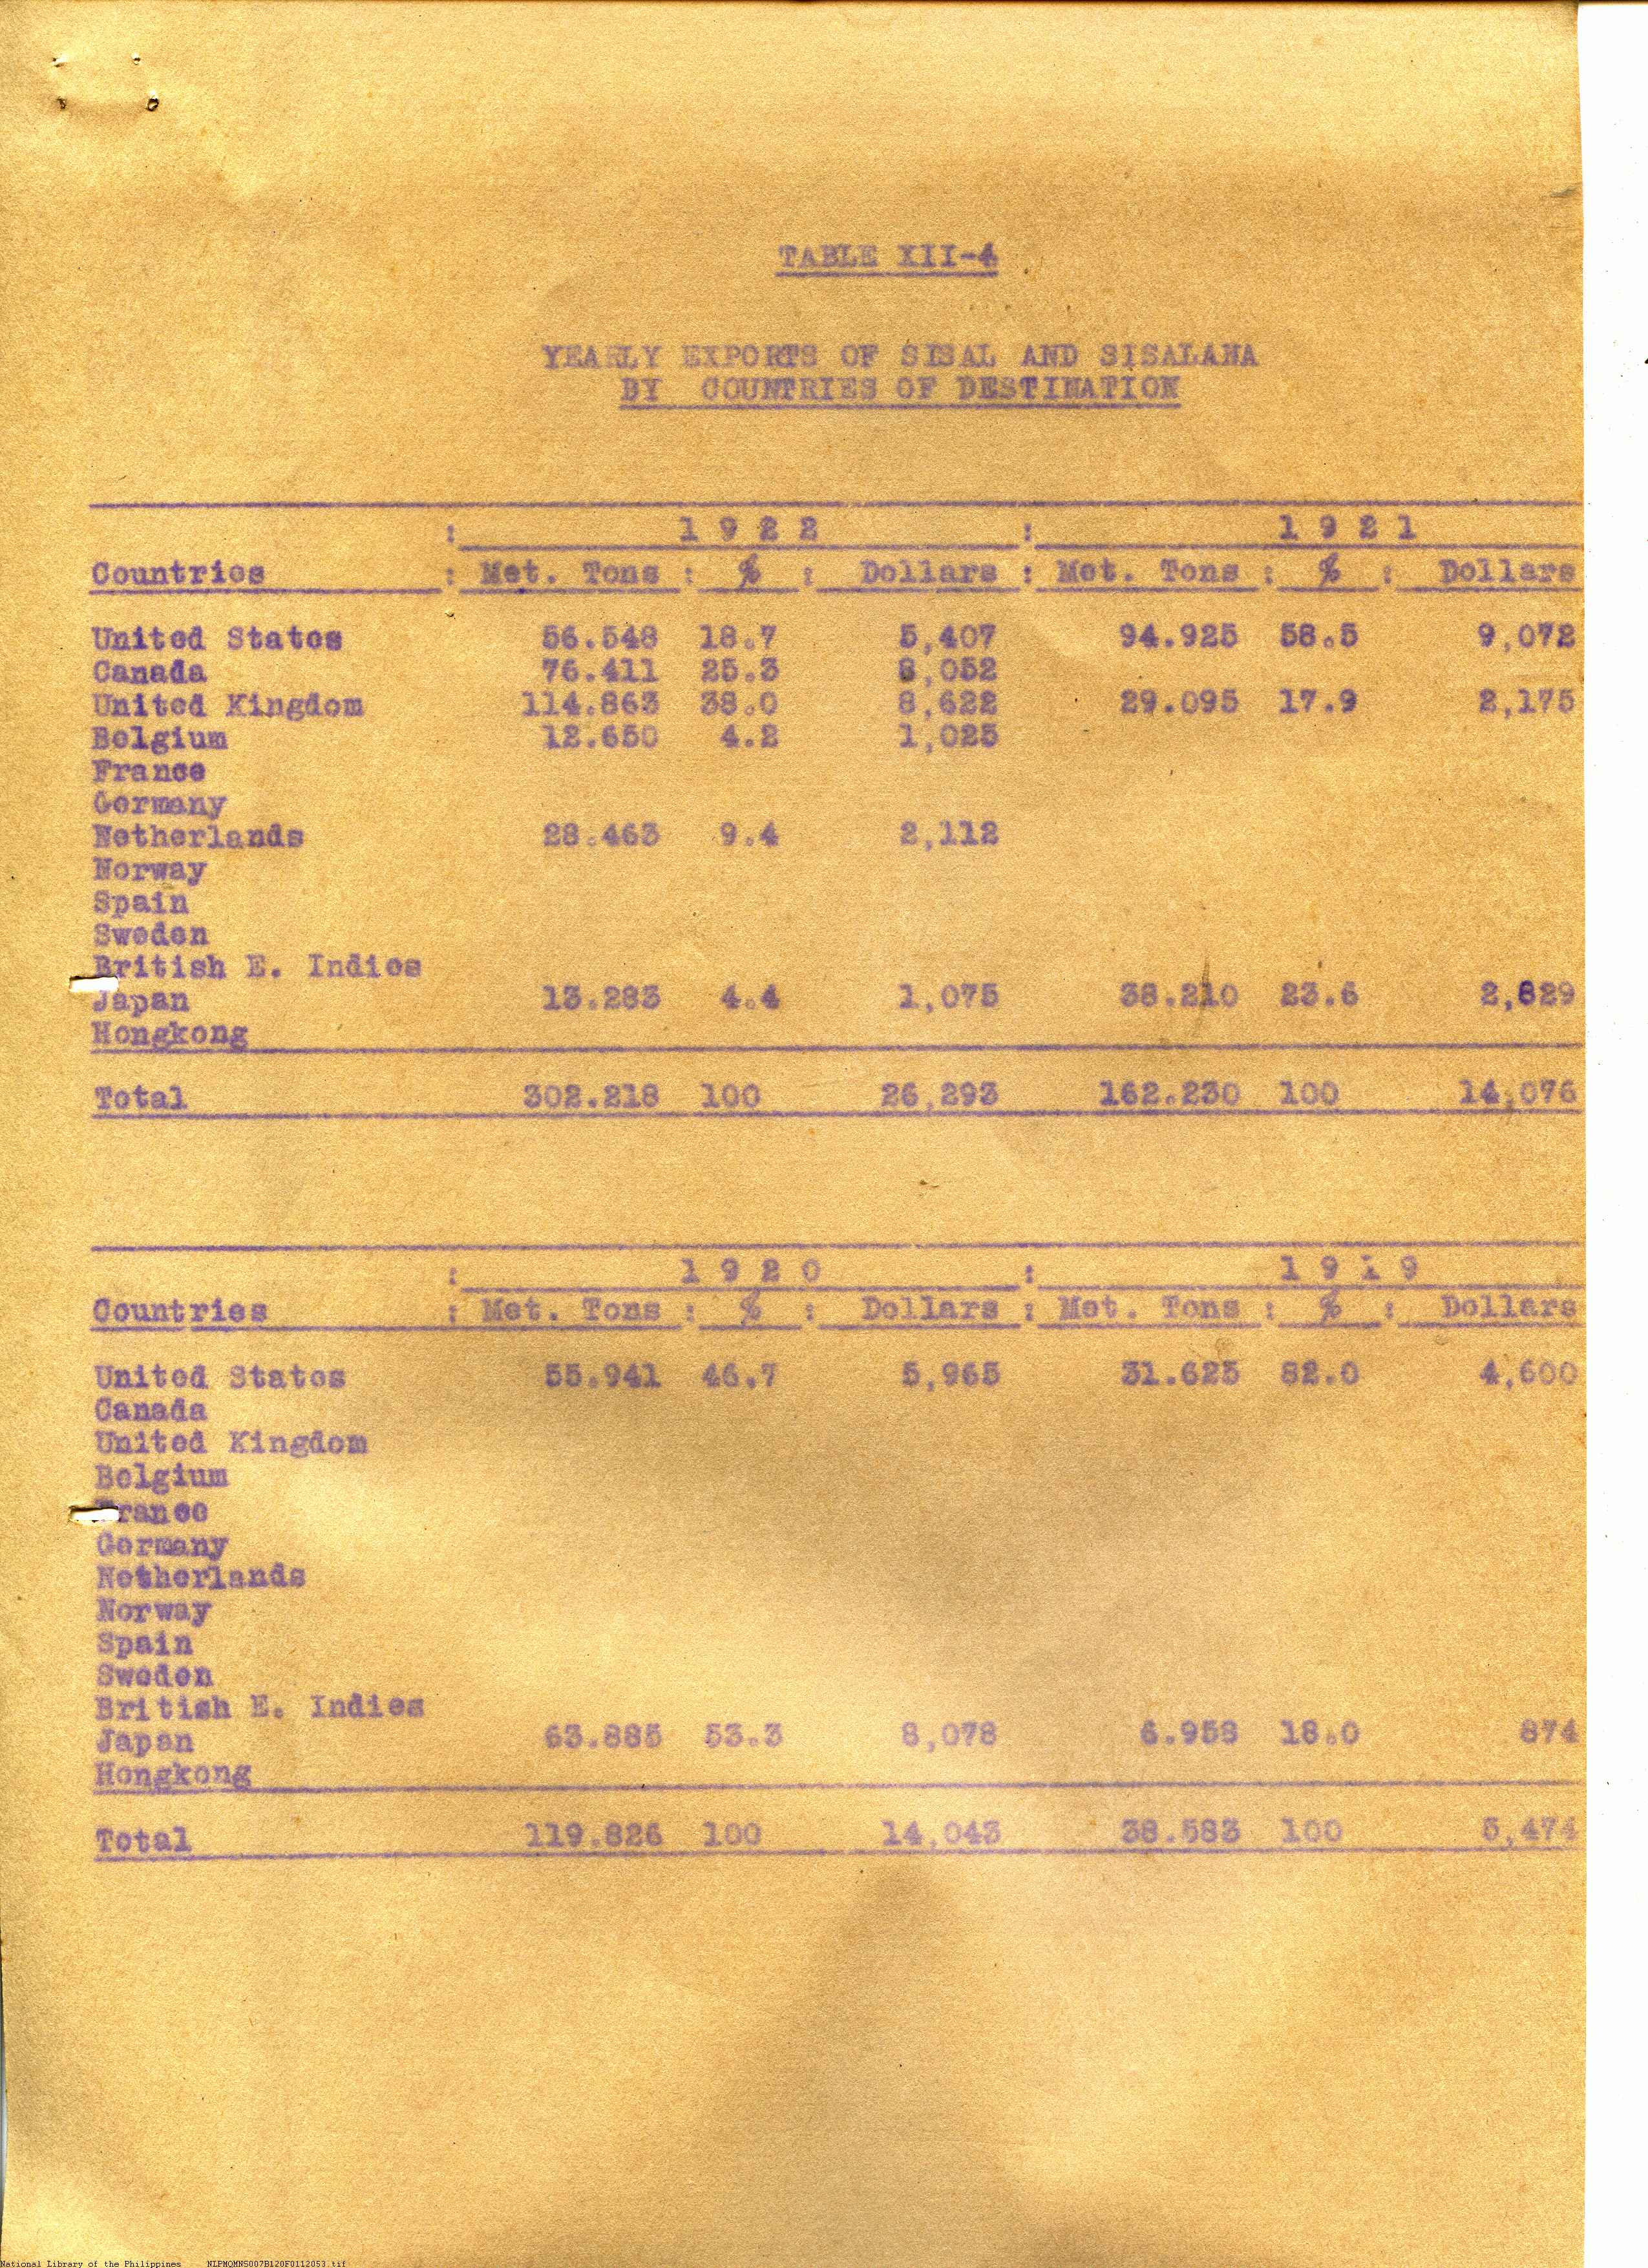 TABLE XII-4
YEARLY EXPORTS OF SISAL AND SISALANA
BY COUNTRIES OF DESTINATION
: 1 9 2 2 : 1 9 2 1
Countries : Met. Tons : % : Dollars : Met. Tons : % : Dollars
United States 56.548 18.7 5,407 94.925 58.5 9,072
Canada 76.411 25.3 8,052
United Kingdom 114.863 38.0 8,622 29.095 17.9 2,175
Belgium 12.650 4.2 1,025
France
Germany
Netherlands 28.463 9.4 2,112
Norway
Spain
Sweden
British E. Indies
Japan 13.283 4.4 1,075 38.210 23.6 2,829
Hongkong
Total 302.218 100 26,293 162.230 100 14,076
: 1 9 2 0 : 1 9 1 9
Countries : Met. Tons : % : Dollars : Met. Tons : % : Dollars
United States 55.941 46.7 5,965 31.625 82.0 4,600
Canada
United Kingdom
Belgium
France
Germany
Netherlands
Norway
Spain
Sweden
British E. Indies
Japan 63.885 53.3 8,078 6.958 18.0 874
Hongkong
Total 119.826 100 14,043 38.583 100 5,474
National Library of the Philippines NLPMQMNS007B120F0112053.tif